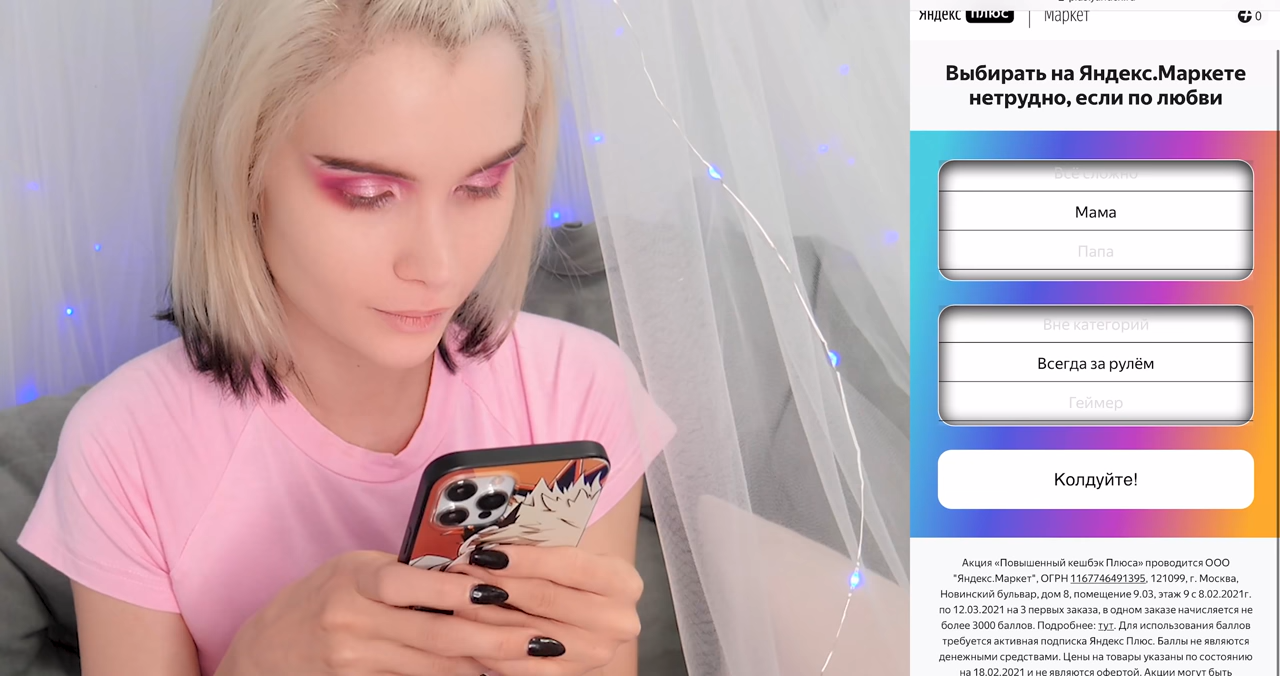 Яндекс плюс | Маркет 0
Выбирать на Яндекс.Маркете
нетрудно, если по любви
Всё сложно
Мама
Папа
Вне категорий
Всегда за рулём
Геймер
Колдуйте!
Акция «Повышенный кешбэк Плюса» проводится ООО
"Яндекс.Маркет", ОГРН 1167746491395, 121099, г. Москва,
Новинский бульвар, дом 8, помещение 9.03, этаж 9 с 8.02.2021г.
по 12.03.2021 на 3 первых заказа, в одном заказе начисляется не
более 3000 баллов. Подробнее: тут. Для использования баллов
требуется активная подписка Яндекс Плюс. Баллы не являются
денежными средствами. Цены на товары указаны по состоянию
на 18.02.2021 и не являются офертой. Акции могут быть